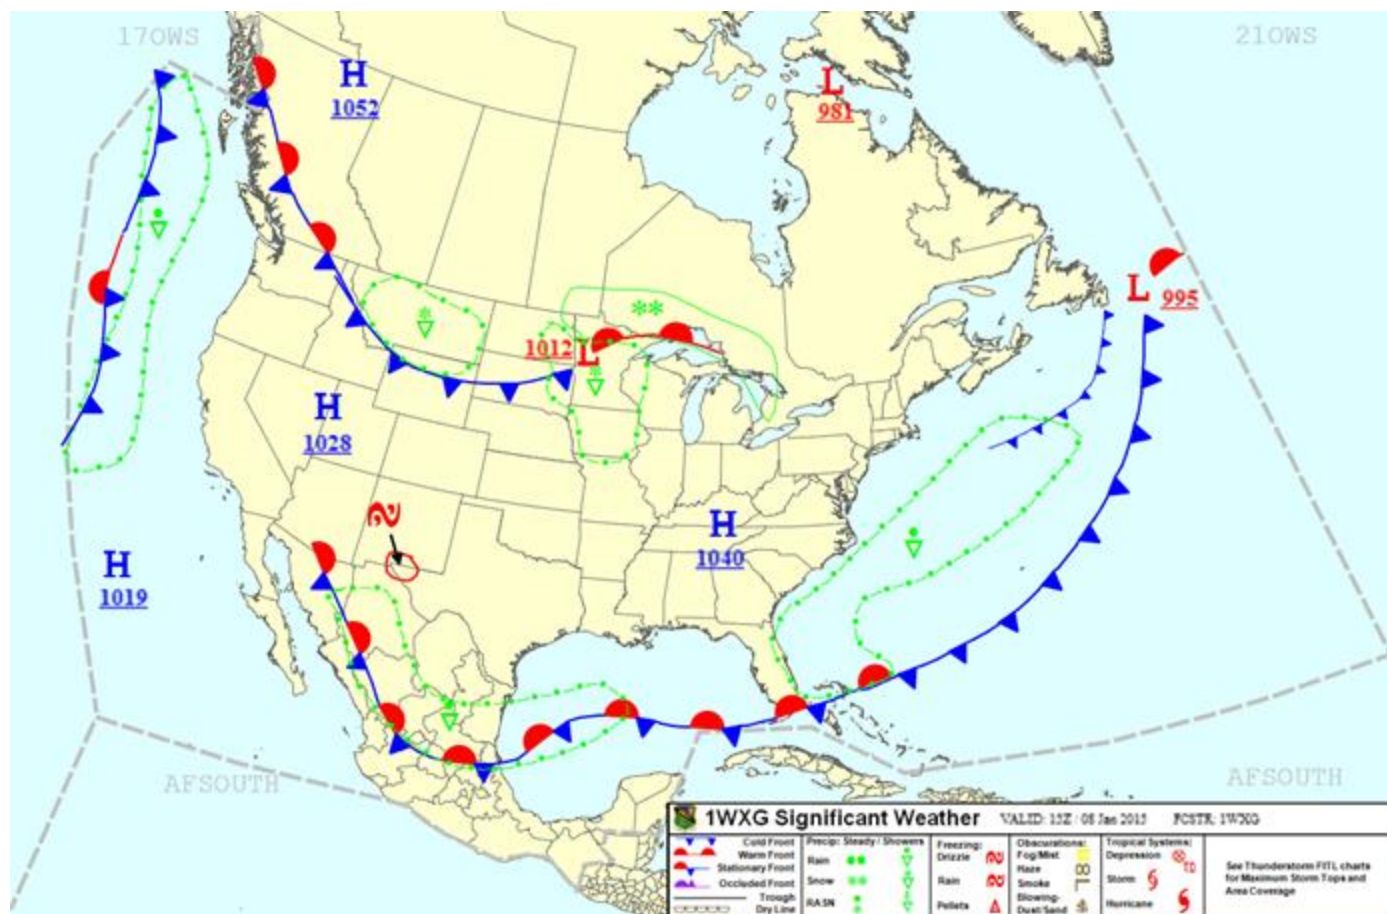 17OWS
21OWS
H
1052
L
981
L
995
1012
L
H
1028
H
1040
H
1019
AFSOUTH
AFSOUTH
1WXG Significant Weather VALID: 15Z / 08 Jan 2015 FCSTR: 1WXG
Cold Front
Warm Front
Stationary Front
Occluded Front
Trough
Dry Line
Precip: Steady / Showers
Rain
Snow
RASN
Freezing:
Drizzle
Rain
Pellets
Obscurations:
Fog/Mist
Haze
Smoke
Blowing-
Dust/Sand
Tropical Systems:
Depression
TD
Storm
Hurricane
See Thunderstorm FITL charts
for Maximum Storm Tops and
Area Coverage